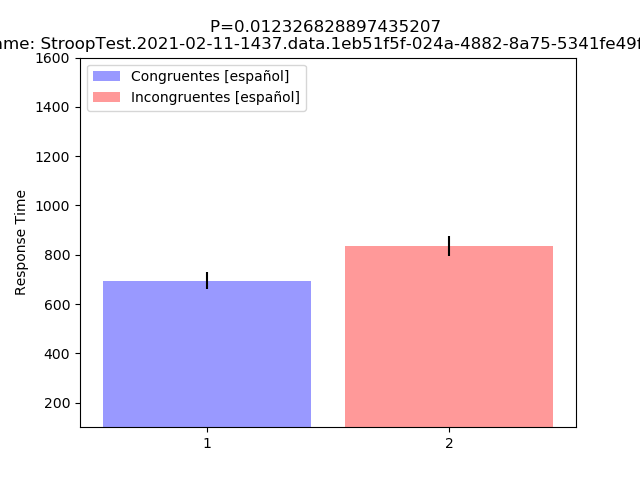 P=0.012326828897435207
ame: StroopTest.2021-02-11-1437.data.1eb51f5f-024a-4882-8a75-5341fe49f
1600
Congruentes [español]
Incongruentes [español]
1400
1200
1000
800
600
400
200
Response Time
1
2